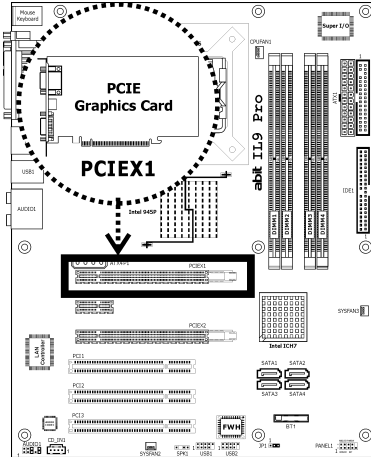 Mouse
Keyboard
Super I/O
CPUFAN1
PCIE
Graphics Card
PCIEX1
ATX1
abit IL9 Pro
USB1
IDE1
AUDIO1
Intel 945P
DIMM1
DIMM2
DIMM3
DIMM4
ATX4P1
PCIEX1
SYSFAN3
PCIEX2
Intel ICH7
LAN
Controller
PCI1
SATA1
SATA2
PCI2
SATA3
SATA4
PCI3
FWH
BT1
AUDIO1
CD_IN1
SYSFAN2
SPK1
USB1
USB2
JP1
PANEL1